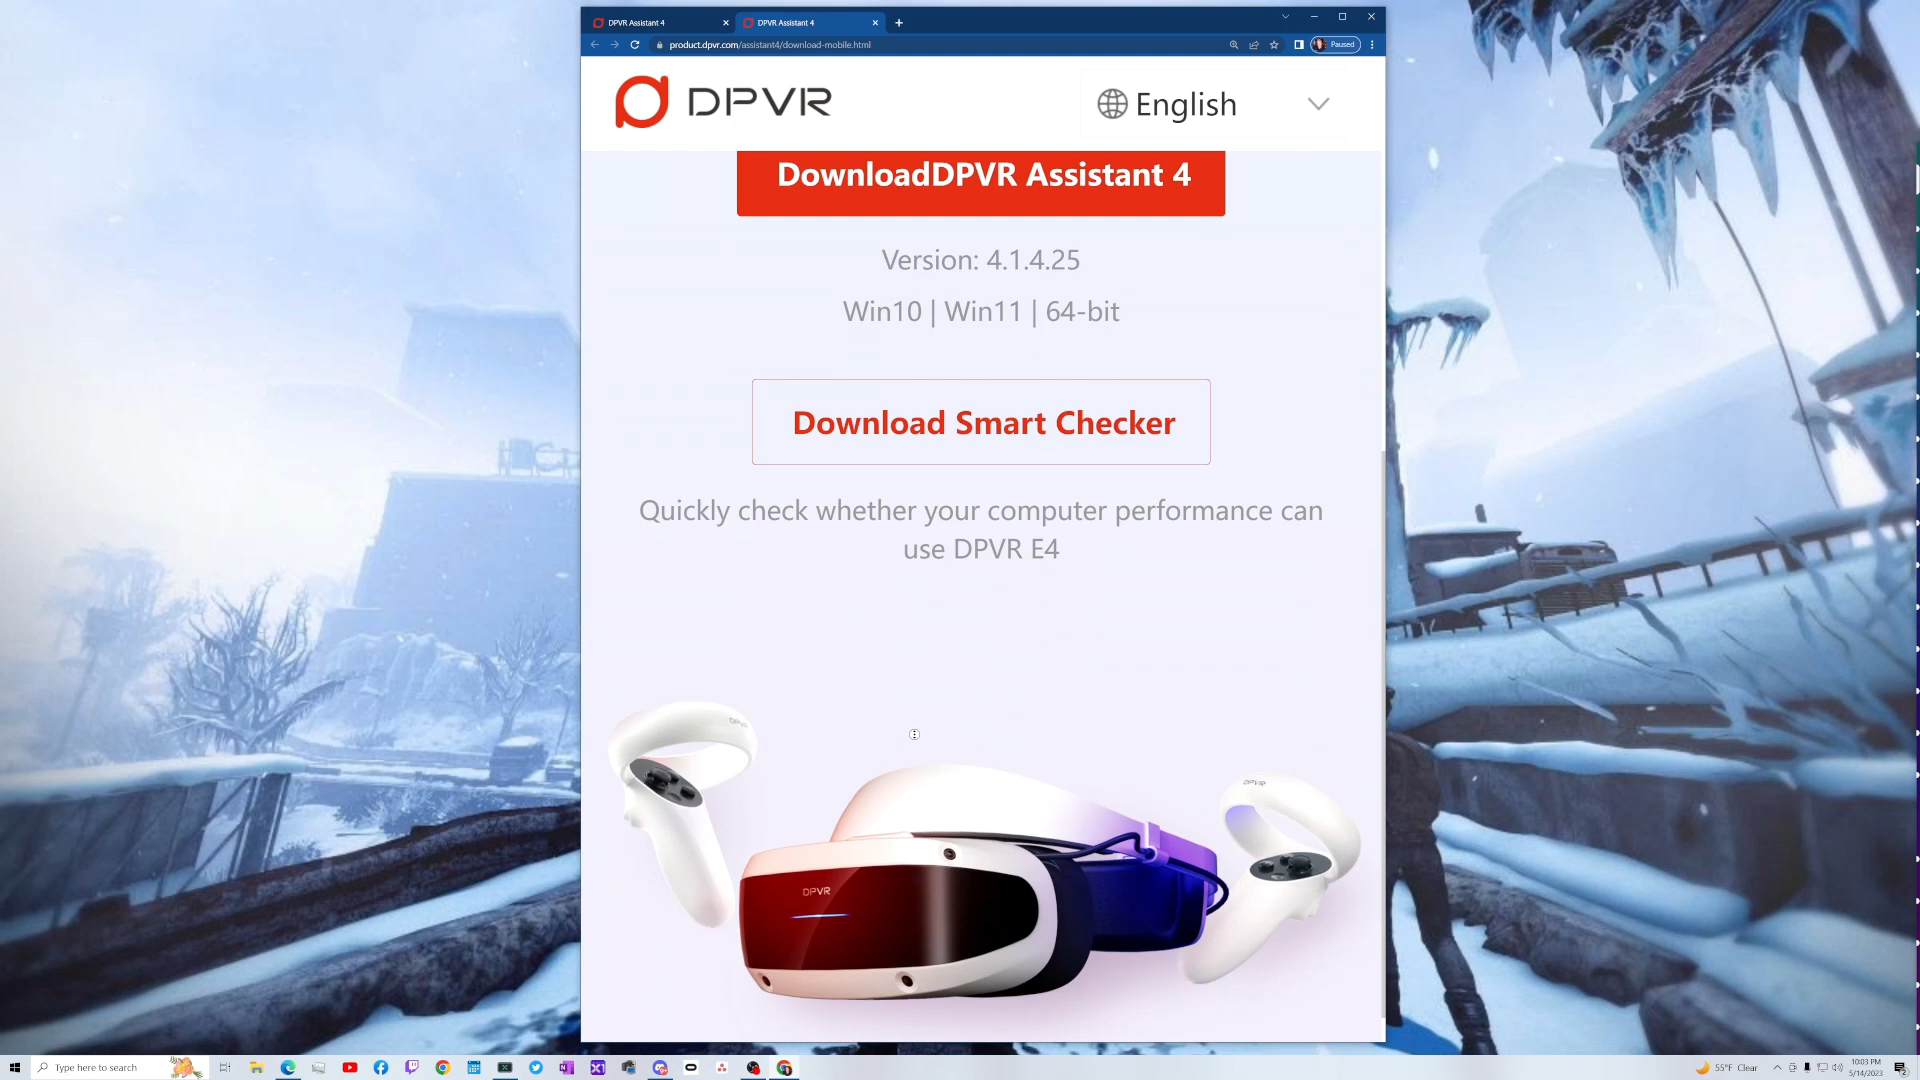 DPVR Assistant 4
DPVR Assistant 4
product.dpvr.com/assistant4/download-mobile.html
Paused
DPVR
English
DownloadDPVR Assistant 4
Version: 4.1.4.25
Win10 | Win11 | 64-bit
Download Smart Checker
Quickly check whether your computer performance can
use DPVR E4
DPVR
DPVR
DPVR
Type here to search
55°F Clear
10:03 PM
5/14/2023